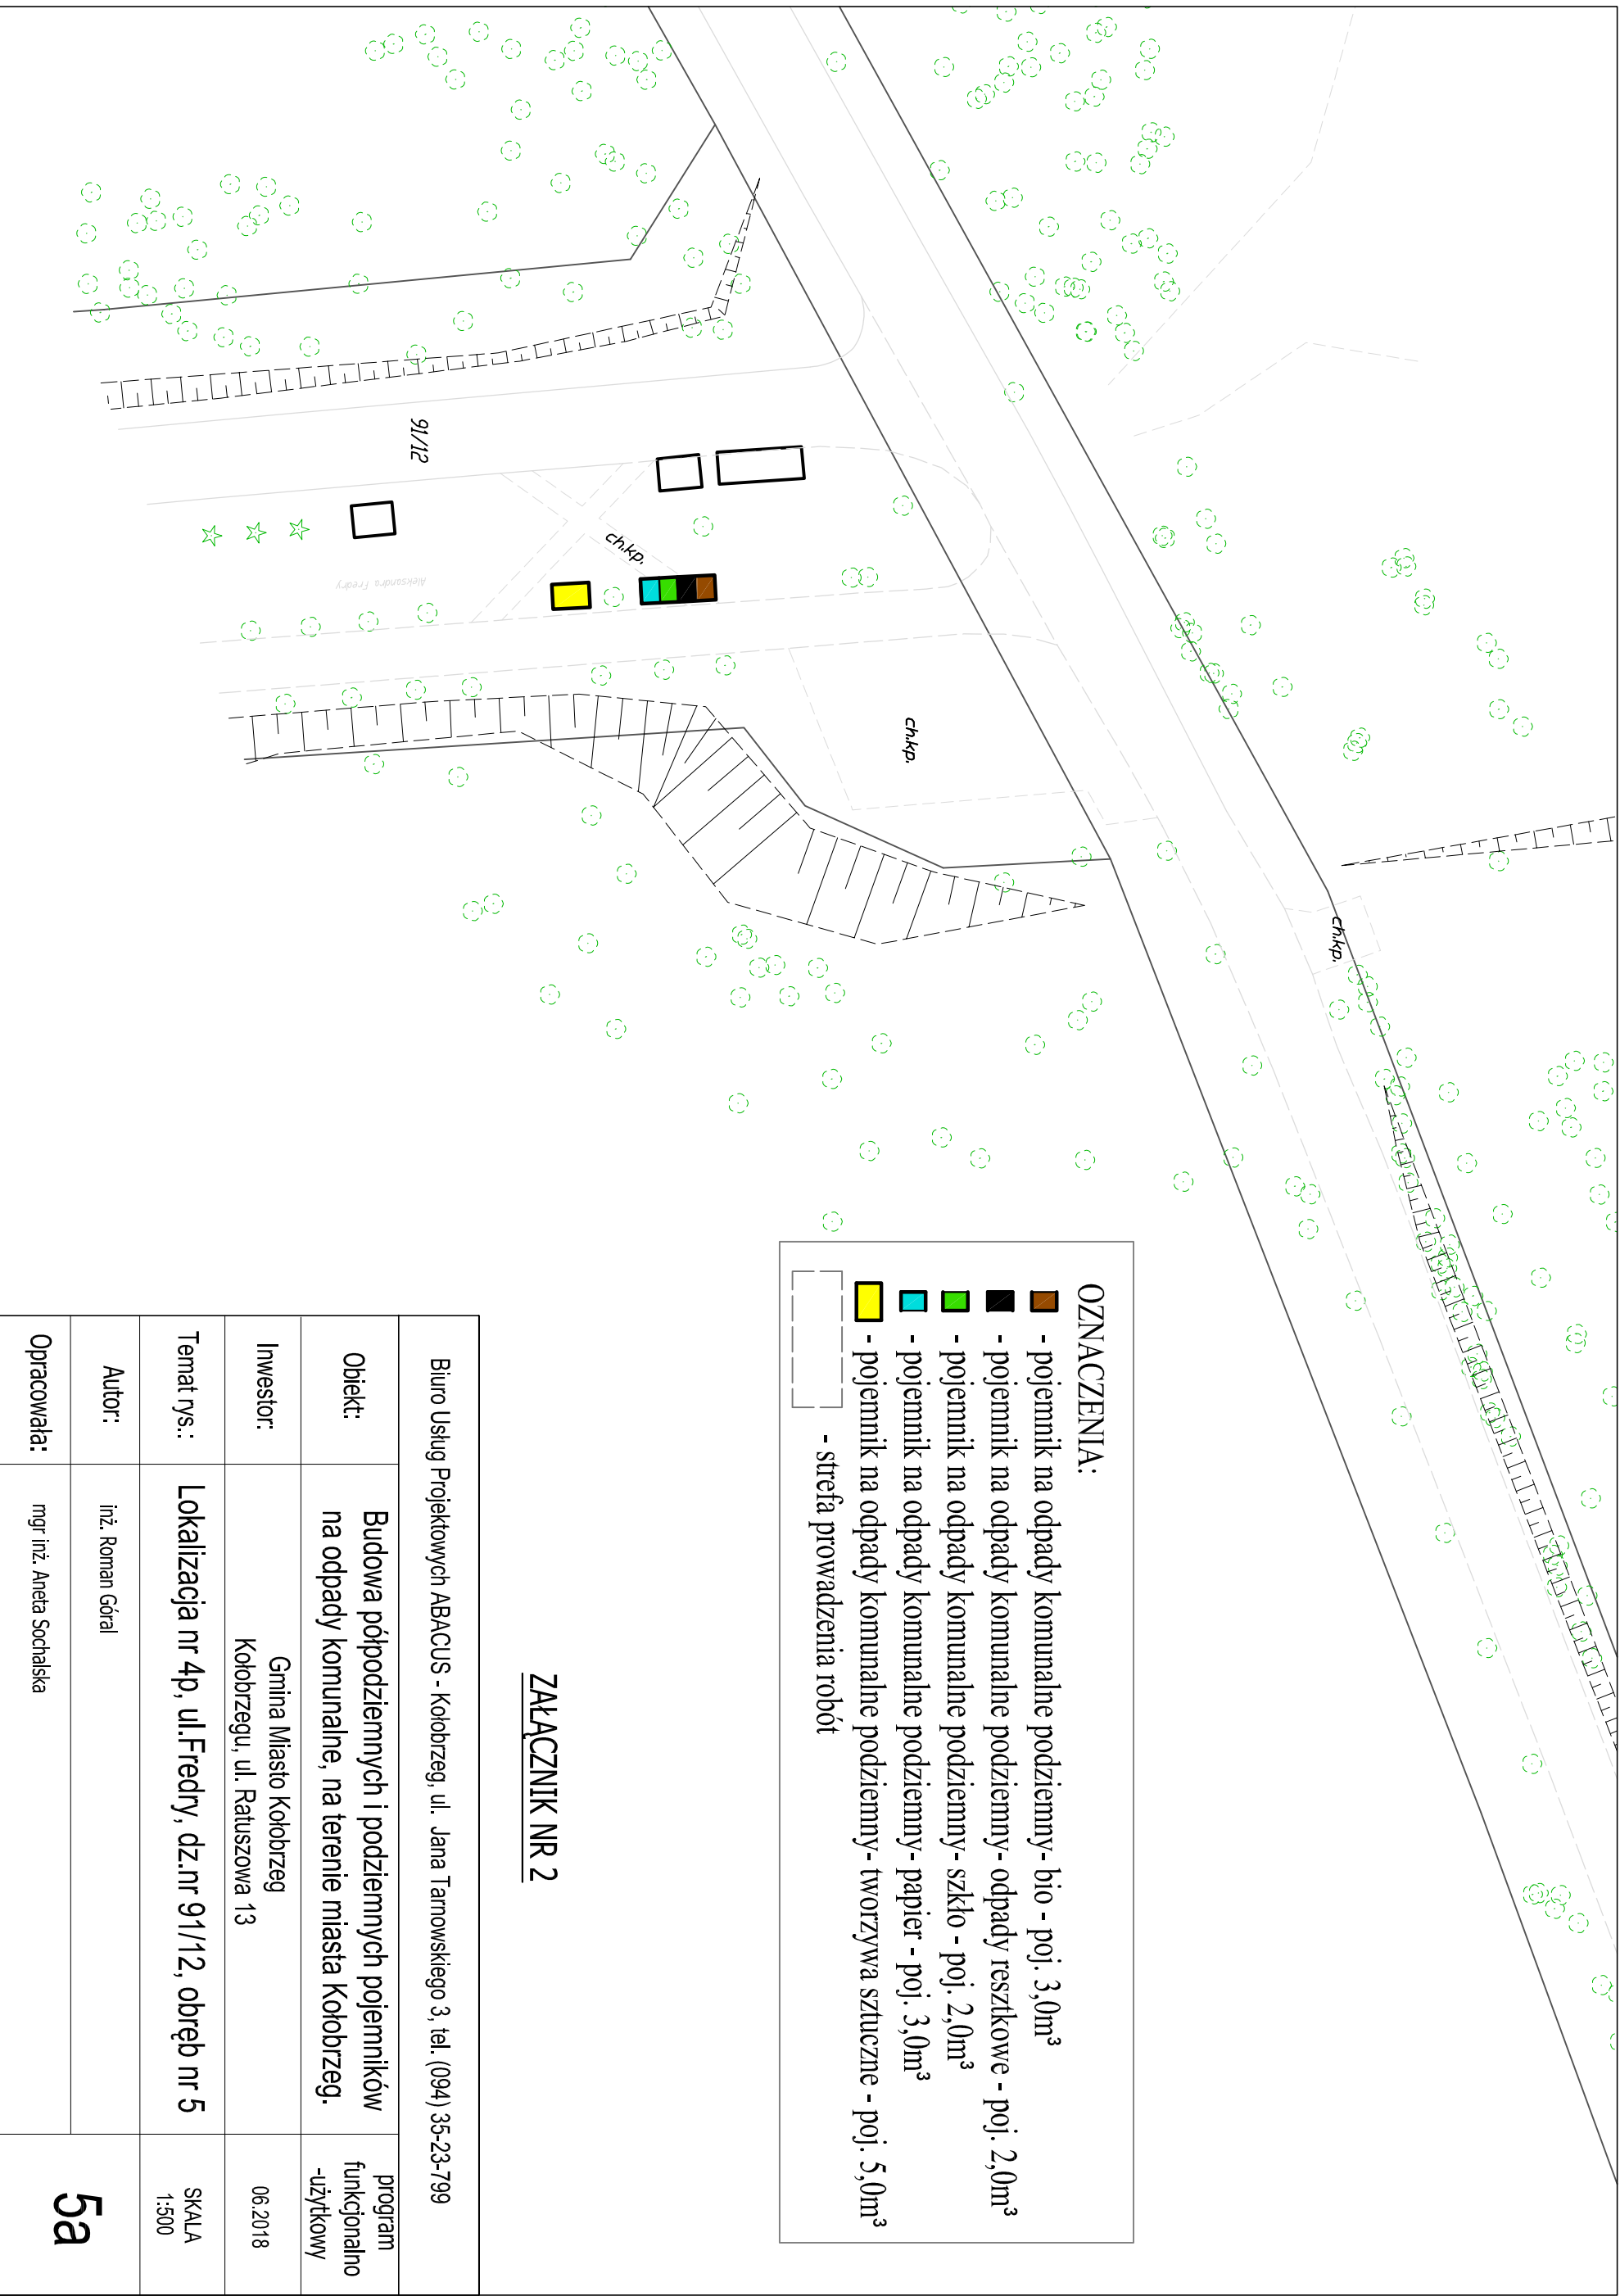 91/12
ch.kp.
Aleksandra Fredry
ch.kp.
ch.kp.
OZNACZENIA:
- pojemnik na odpady komunalne podziemny- bio - poj. 3,0m³
- pojemnik na odpady komunalne podziemny- odpady resztkowe - poj. 2,0m³
- pojemnik na odpady komunalne podziemny- szkło - poj. 2,0m³
- pojemnik na odpady komunalne podziemny- papier - poj. 3,0m³
- pojemnik na odpady komunalne podziemny- tworzywa sztuczne - poj. 5,0m³
- strefa prowadzenia robót
ZAŁĄCZNIK NR 2
Biuro Usług Projektowych ABACUS - Kołobrzeg, ul. Jana Tarnowskiego 3, tel. (094) 35-23-799
Obiekt:
Budowa półpodziemnych i podziemnych pojemników
na odpady komunalne, na terenie miasta Kołobrzeg.
program
funkcjonalno
-użytkowy
Inwestor:
Gmina Miasto Kołobrzeg
Kołobrzegu, ul. Ratuszowa 13
06.2018
Temat rys.:
Lokalizacja nr 4p, ul.Fredry, dz.nr 91/12, obręb nr 5
SKALA
1:500
Autor:
inż. Roman Góral
Opracowała:
mgr inż. Aneta Sochalska
5a